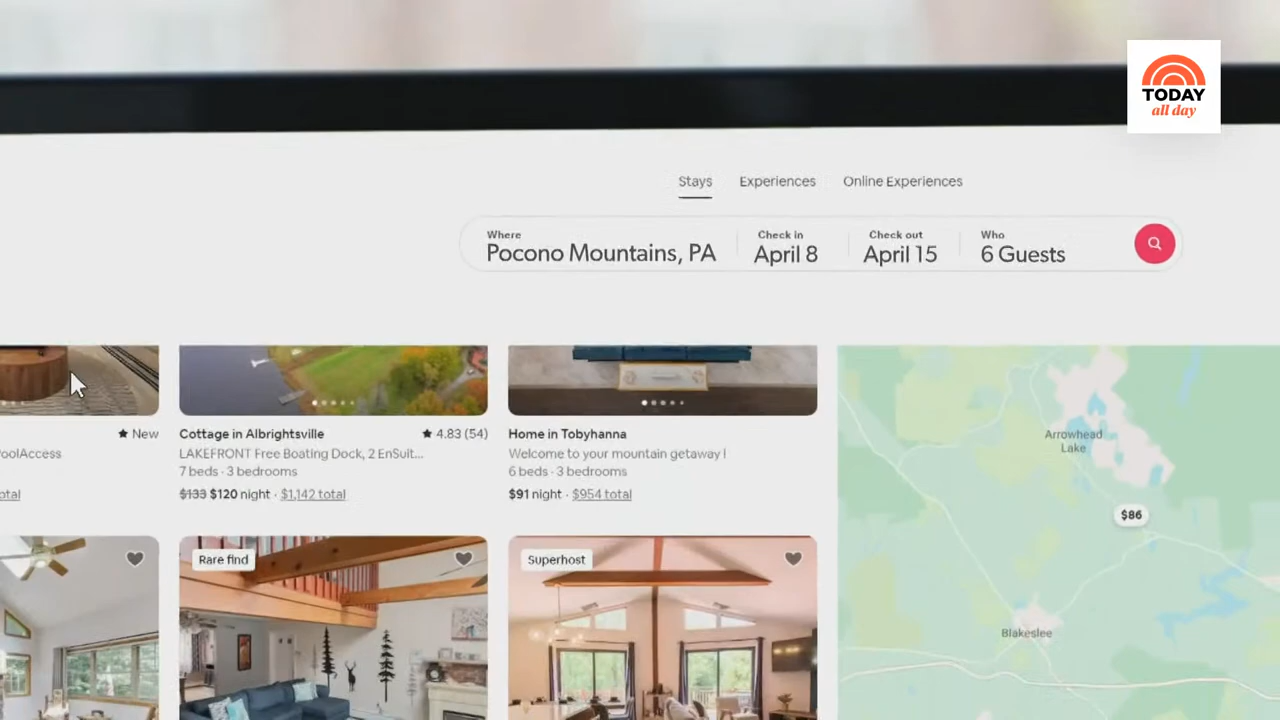 TODAY
all day
Stays Experiences Online Experiences
Where Check in Check out Who
Pocono Mountains, PA April 8 April 15 6 Guests
New
oolAccess
otal
Cottage in Albrightsville 4.83 (54)
LAKEFRONT Free Boating Dock, 2 EnSuit...
7 beds · 3 bedrooms
$133 $120 night · $1,142 total
Home in Tobyhanna
Welcome to your mountain getaway!
6 beds · 3 bedrooms
$91 night · $954 total
Rare find
Superhost
Arrowhead
Lake
$86
Blakeslee